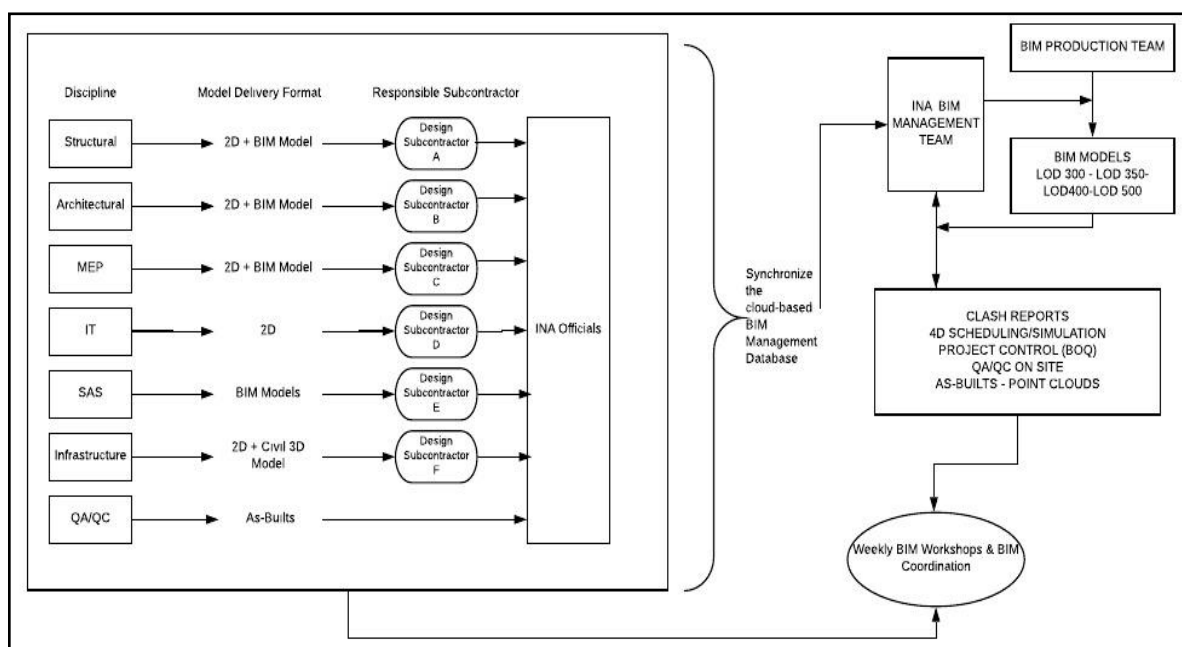 Discipline
Model Delivery Format
Responsible Subcontractor
Structural
2D + BIM Model
Design
Subcontractor
A
Architectural
2D + BIM Model
Design
Subcontractor
B
MEP
2D + BIM Model
Design
Subcontractor
C
IT
2D
Design
Subcontractor
D
SAS
BIM Models
Design
Subcontractor
E
Infrastructure
2D + Civil 3D
Model
Design
Subcontractor
F
QA/QC
As-Builts
INA Officials
Synchronize
the
cloud-based
BIM
Management
Database
INA BIM
MANAGEMENT
TEAM
BIM PRODUCTION TEAM
BIM MODELS
LOD 300 - LOD 350-
LOD400-LOD 500
CLASH REPORTS
4D SCHEDULING/SIMULATION
PROJECT CONTROL (BOQ)
QA/QC ON SITE
AS-BUILTS - POINT CLOUDS
Weekly BIM Workshops & BIM
Coordination